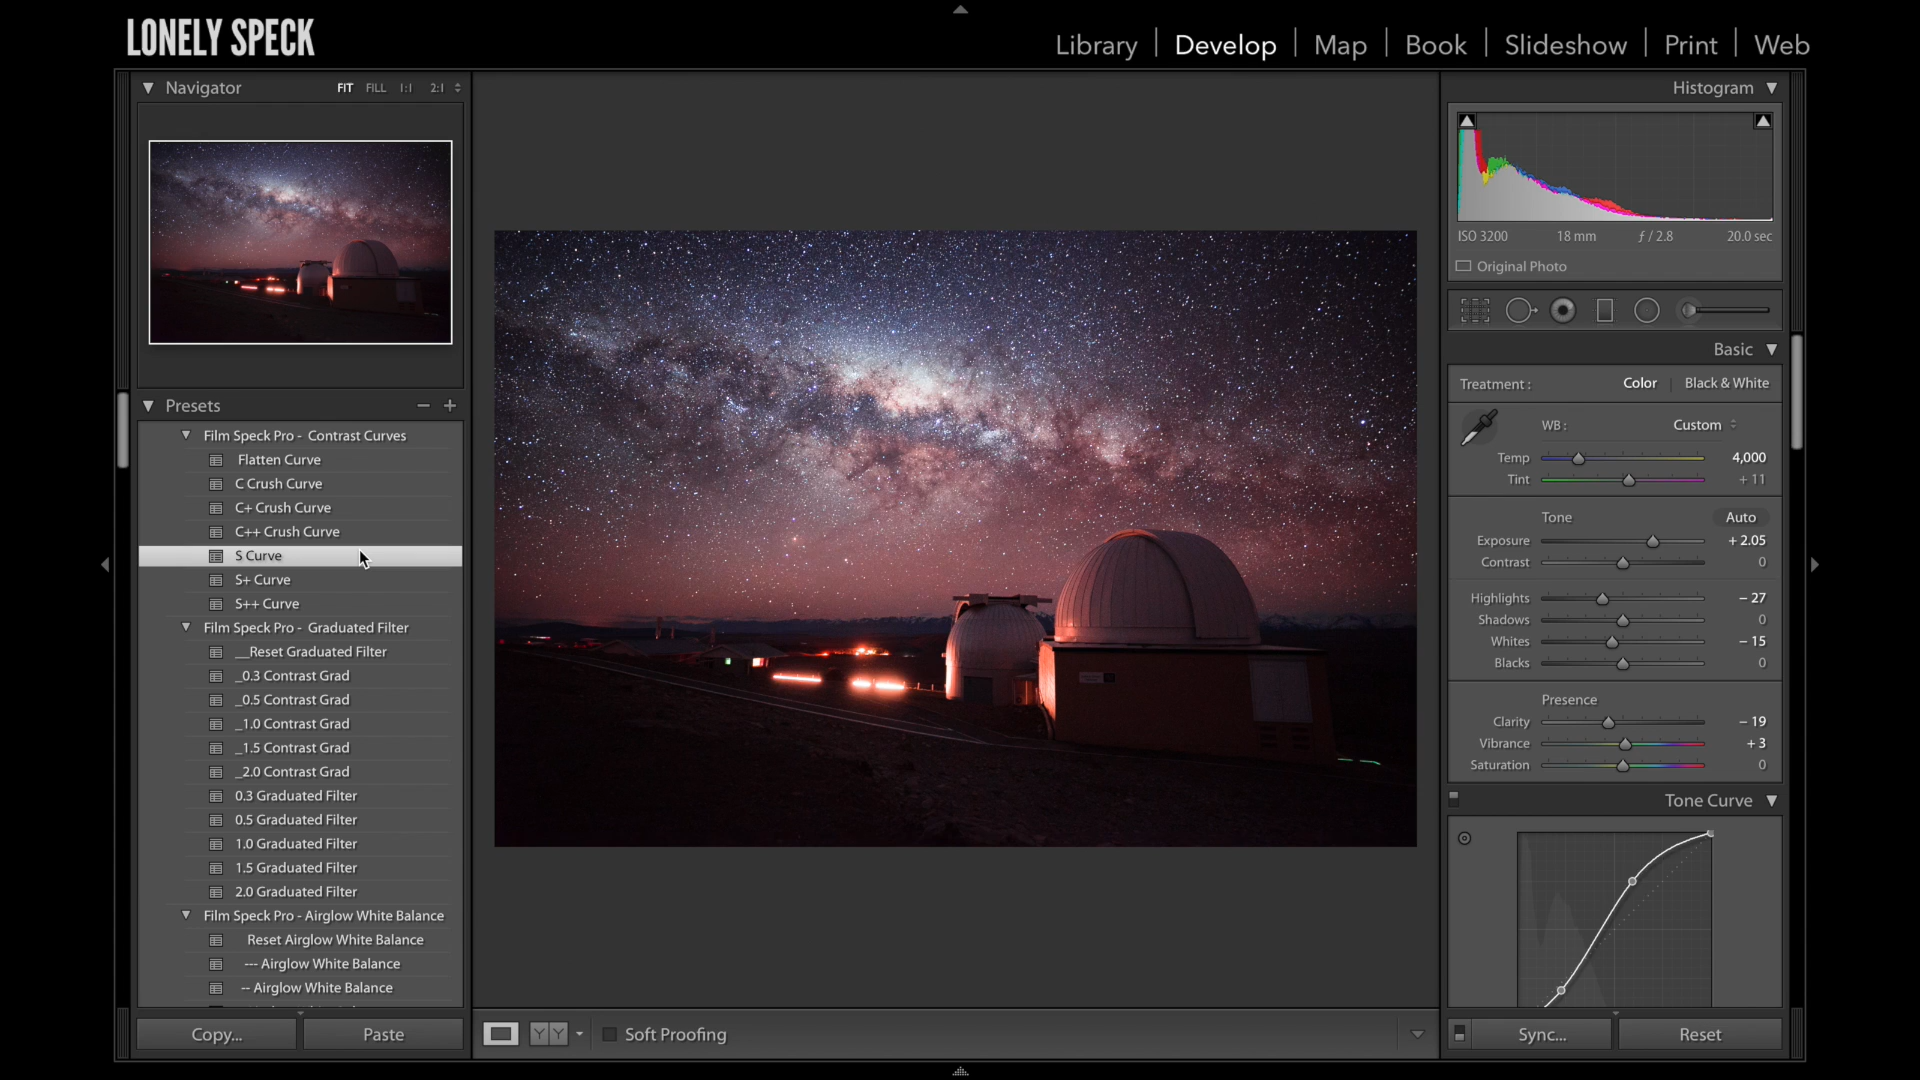 LONELY SPECK
Library | Develop | Map | Book | Slideshow | Print | Web
Navigator FIT FILL 1:1 2:1
Presets
Film Speck Pro - Contrast Curves
Flatten Curve
C Crush Curve
C+ Crush Curve
C++ Crush Curve
S Curve
S+ Curve
S++ Curve
Film Speck Pro - Graduated Filter
__Reset Graduated Filter
_0.3 Contrast Grad
_0.5 Contrast Grad
_1.0 Contrast Grad
_1.5 Contrast Grad
_2.0 Contrast Grad
0.3 Graduated Filter
0.5 Graduated Filter
1.0 Graduated Filter
1.5 Graduated Filter
2.0 Graduated Filter
Film Speck Pro - Airglow White Balance
Reset Airglow White Balance
--- Airglow White Balance
-- Airglow White Balance
Copy... Paste
YY Soft Proofing
Histogram
ISO 3200 18 mm ƒ / 2.8 20.0 sec
Original Photo
Basic
Treatment : Color | Black & White
WB : Custom
Temp 4,000
Tint + 11
Tone Auto
Exposure + 2.05
Contrast 0
Highlights − 27
Shadows 0
Whites − 15
Blacks 0
Presence
Clarity − 19
Vibrance + 3
Saturation 0
Tone Curve
Sync... Reset